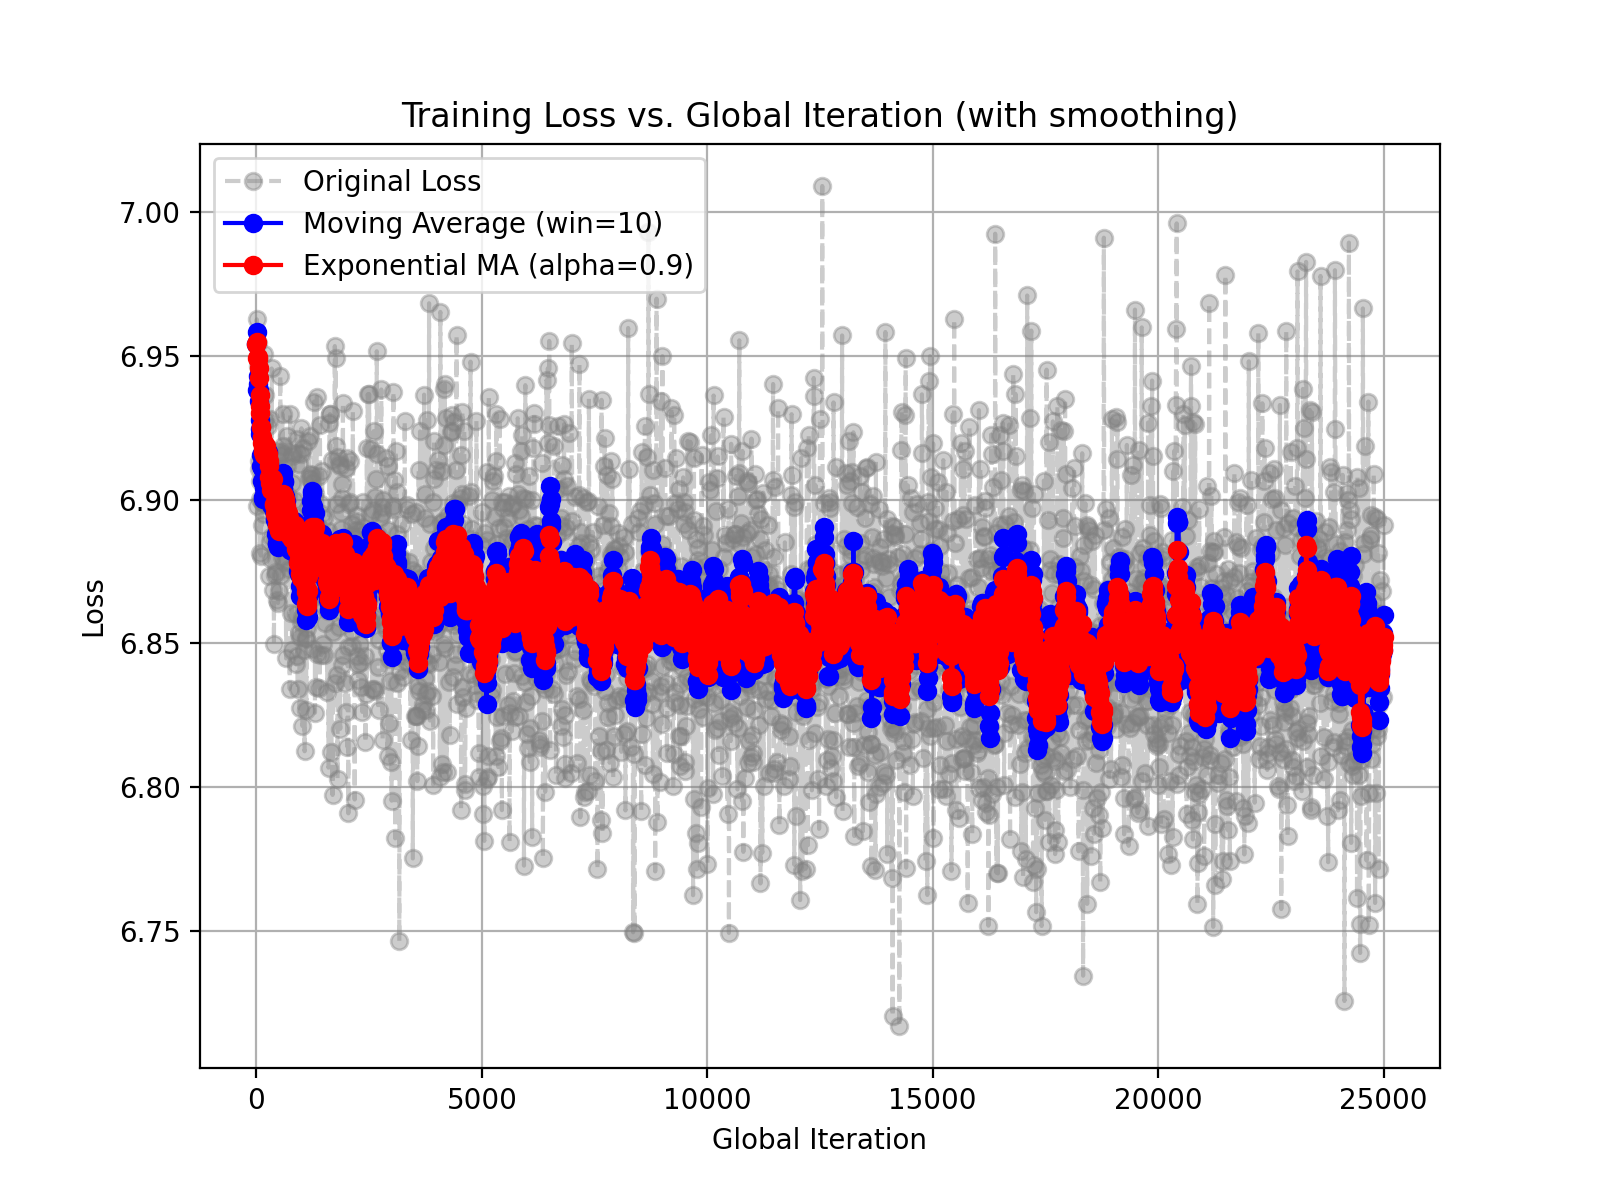 Training Loss vs. Global Iteration (with smoothing)
Original Loss
Moving Average (win=10)
Exponential MA (alpha=0.9)
7.00
6.95
6.90
6.85
6.80
6.75
Loss
0 5000 10000 15000 20000 25000
Global Iteration